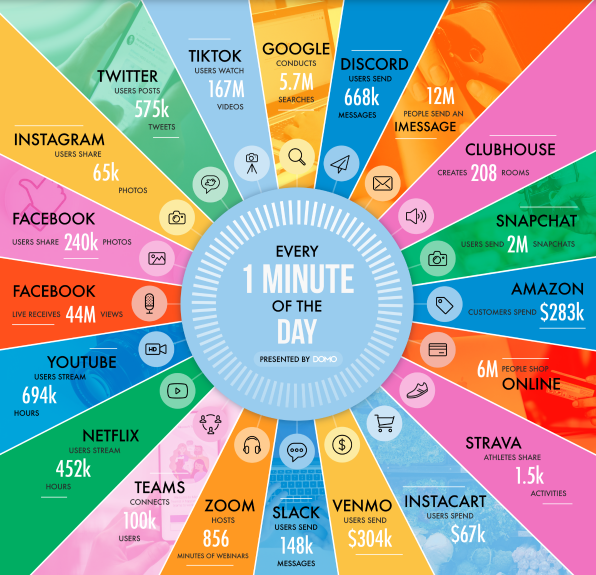 EVERY
1 MINUTE
OF THE
DAY
PRESENTED BY DOMO
GOOGLE
CONDUCTS
5.7M
SEARCHES
DISCORD
USERS SEND
668k
MESSAGES
12M
PEOPLE SEND AN
IMESSAGE
CLUBHOUSE
CREATES 208 ROOMS
SNAPCHAT
USERS SEND 2M SNAPCHATS
AMAZON
CUSTOMERS SPEND $283k
6M PEOPLE SHOP
ONLINE
STRAVA
ATHLETES SHARE
1.5k
ACTIVITIES
INSTACART
USERS SPEND
$67k
VENMO
USERS SEND
$304k
SLACK
USERS SEND
148k
MESSAGES
ZOOM
HOSTS
856
MINUTES OF WEBINARS
TEAMS
CONNECTS
100k
USERS
NETFLIX
USERS STREAM
452k
HOURS
YOUTUBE
USERS STREAM
694k
HOURS
FACEBOOK
LIVE RECEIVES 44M VIEWS
FACEBOOK
USERS SHARE 240k PHOTOS
INSTAGRAM
USERS SHARE
65k
PHOTOS
TWITTER
USERS POSTS
575k
TWEETS
TIKTOK
USERS WATCH
167M
VIDEOS
HD
$